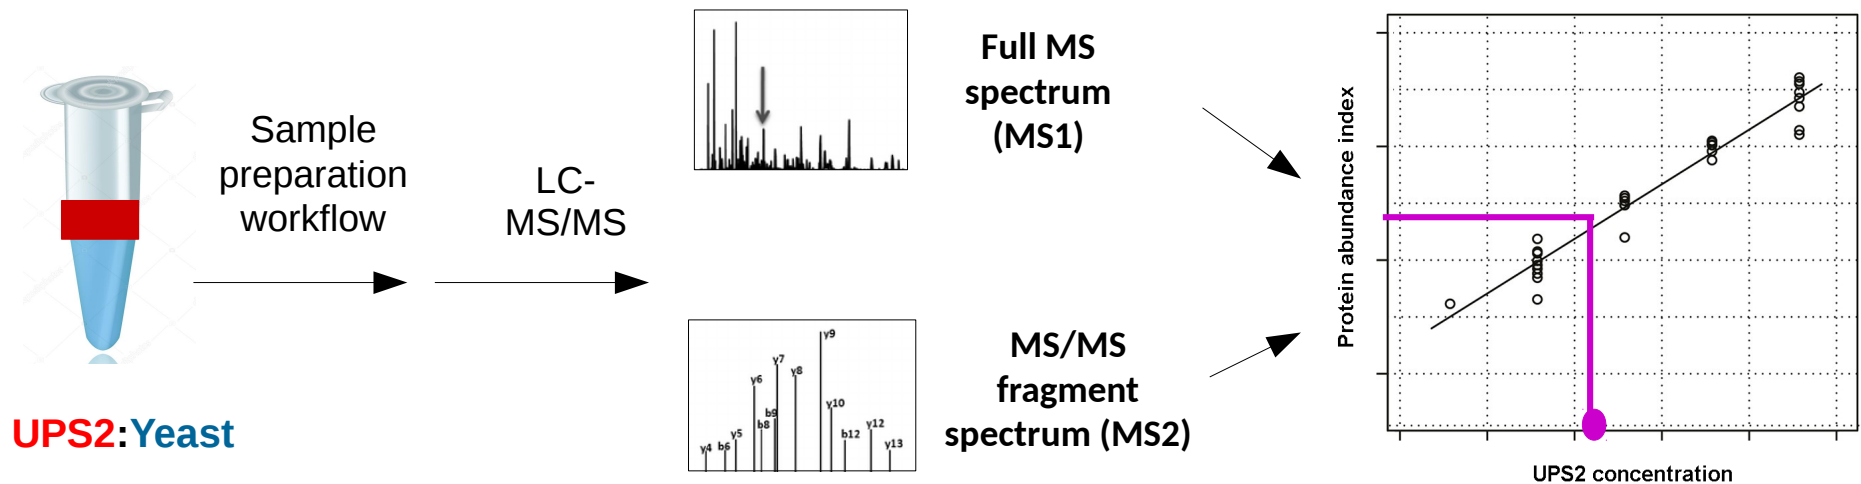 UPS2:Yeast
Sample
preparation
workflow
LC-
MS/MS
Full MS
spectrum
(MS1)
y4
b6
y5
y6
b8
b9
y7
y8
y9
y10
b12
y12
y13
MS/MS
fragment
spectrum (MS2)
Protein abundance index
UPS2 concentration